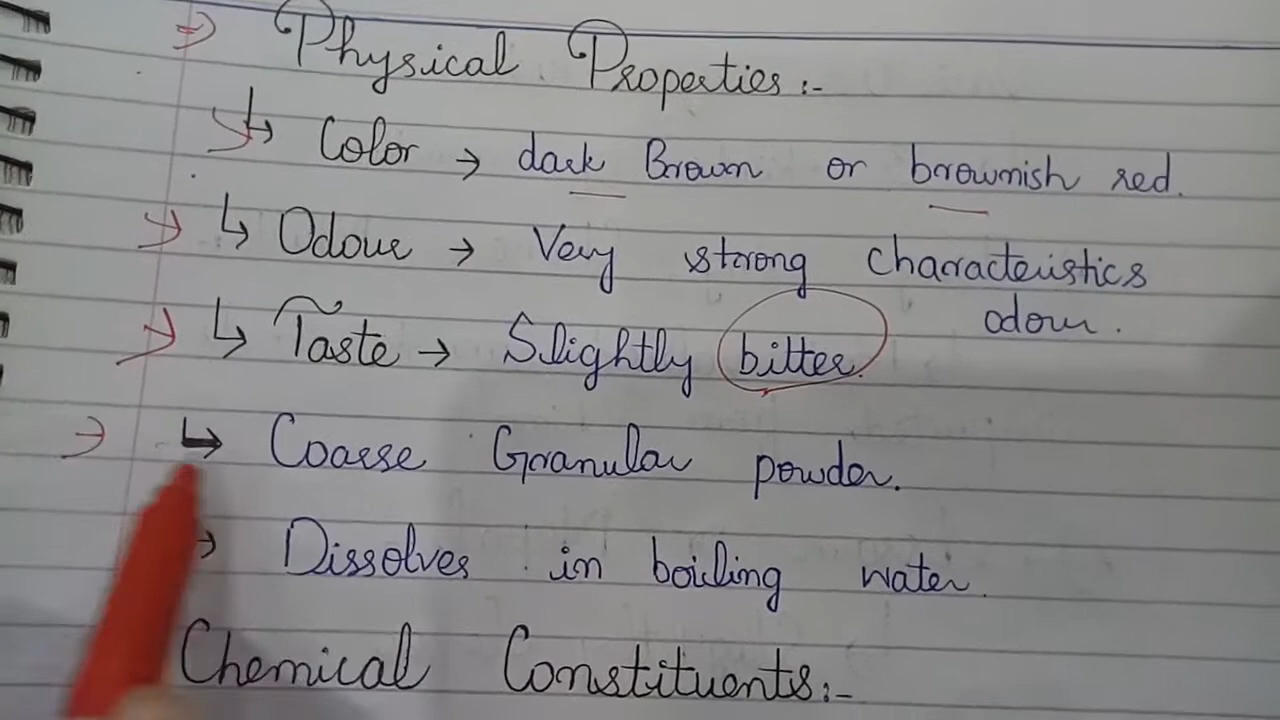 ⇒ Physical Properties :-
↳ Color → dark Brown or brownish red.
↳ Odour → Very strong characteristics
odour.
↳ Taste → Slightly bitter.
↳ Coarse Granular powder.
→ Dissolves in boiling water.
Chemical Constituents :-